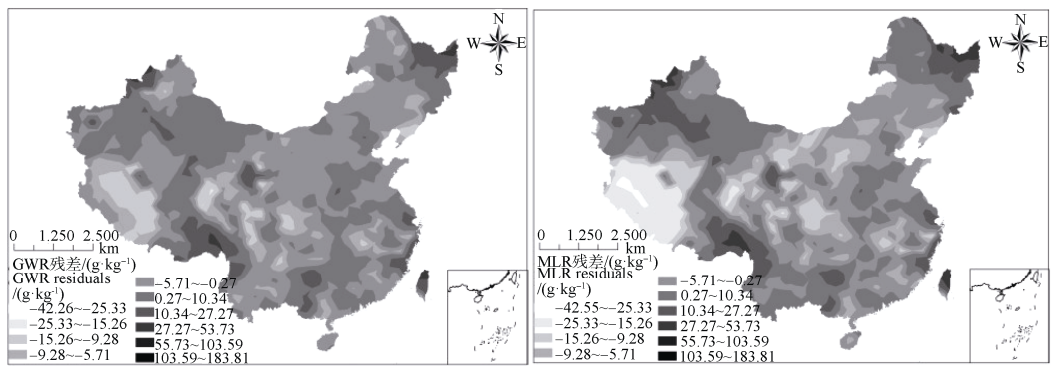 N
W E
S
0 1.250 2.500
km
GWR残差/(g·kg⁻¹)
GWR residuals
/(g·kg⁻¹)
−42.26~−25.33
−25.33~−15.26
−15.26~−9.28
−9.28~−5.71
−5.71~−0.27
0.27~10.34
10.34~27.27
27.27~53.73
55.73~103.59
103.59~183.81
N
W E
S
0 1.250 2.500
km
MLR残差/(g·kg⁻¹)
MLR residuals
/(g·kg⁻¹)
−42.55~−25.33
−25.33~−15.26
−15.26~−9.28
−9.28~−5.71
−5.71~−0.27
0.27~10.34
10.34~27.27
27.27~53.73
55.73~103.59
103.59~183.81